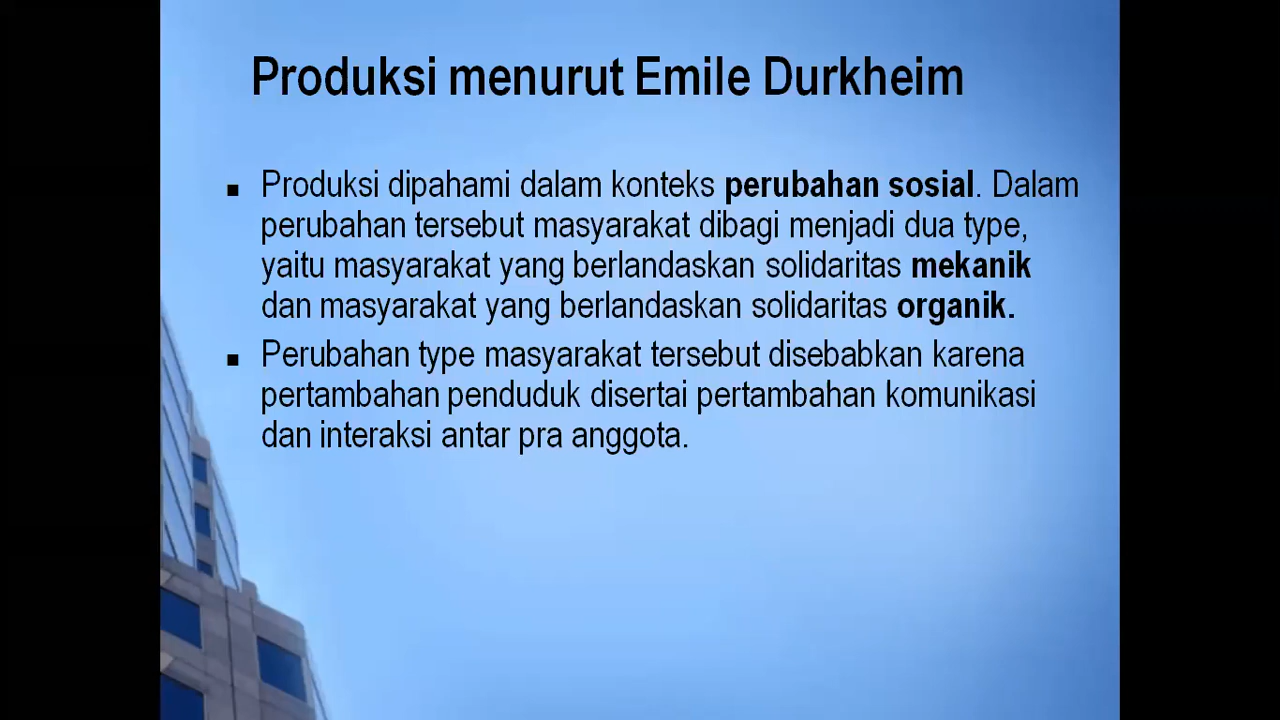 Produksi menurut Emile Durkheim
Produksi dipahami dalam konteks perubahan sosial. Dalam
perubahan tersebut masyarakat dibagi menjadi dua type,
yaitu masyarakat yang berlandaskan solidaritas mekanik
dan masyarakat yang berlandaskan solidaritas organik.
Perubahan type masyarakat tersebut disebabkan karena
pertambahan penduduk disertai pertambahan komunikasi
dan interaksi antar pra anggota.